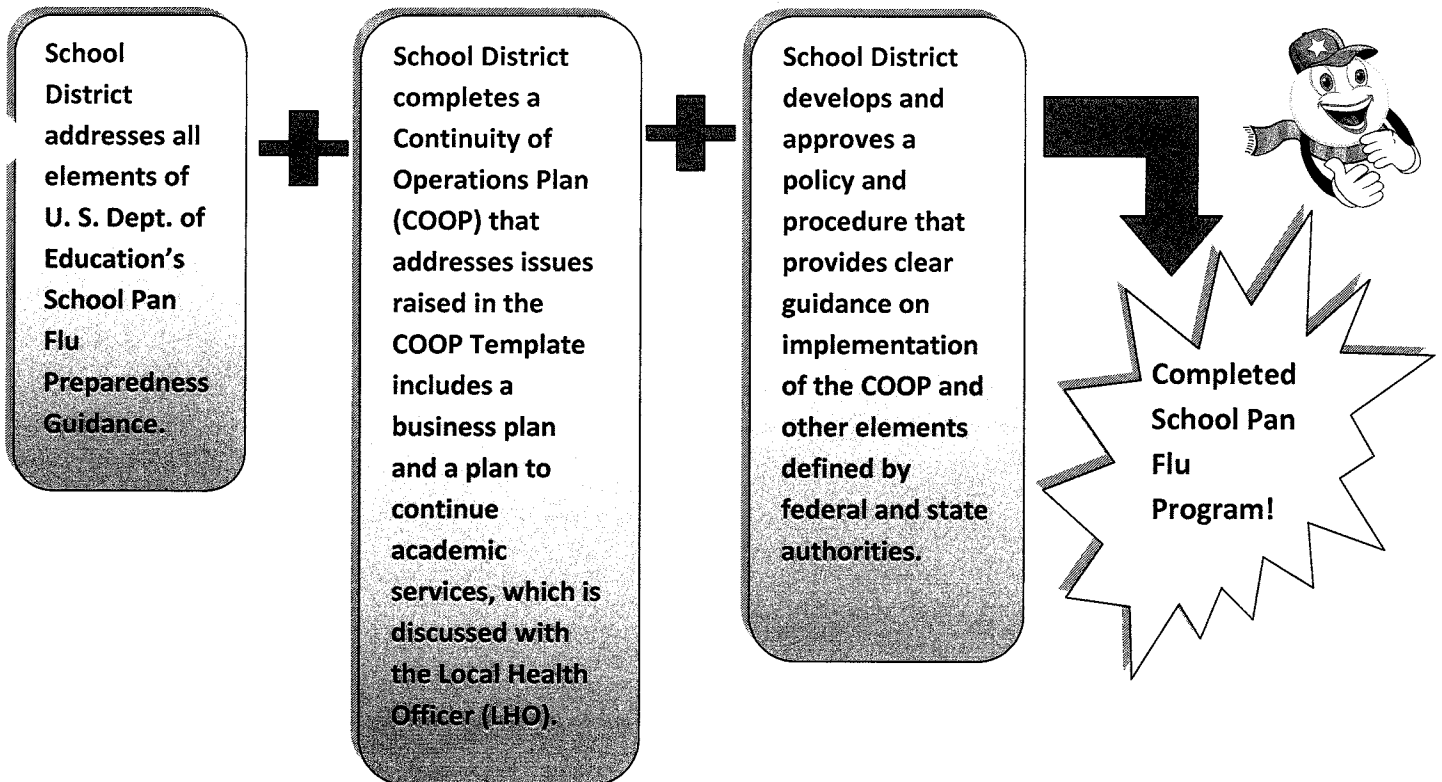 School
District
addresses all
elements of
U. S. Dept. of
Education's
School Pan
Flu
Preparedness
Guidance.
School District
completes a
Continuity of
Operations Plan
(COOP) that
addresses issues
raised in the
COOP Template
includes a
business plan
and a plan to
continue
academic
services, which is
discussed with
the Local Health
Officer (LHO).
School District
develops and
approves a
policy and
procedure that
provides clear
guidance on
implementation
of the COOP and
other elements
defined by
federal and state
authorities.
Completed
School Pan
Flu
Program!